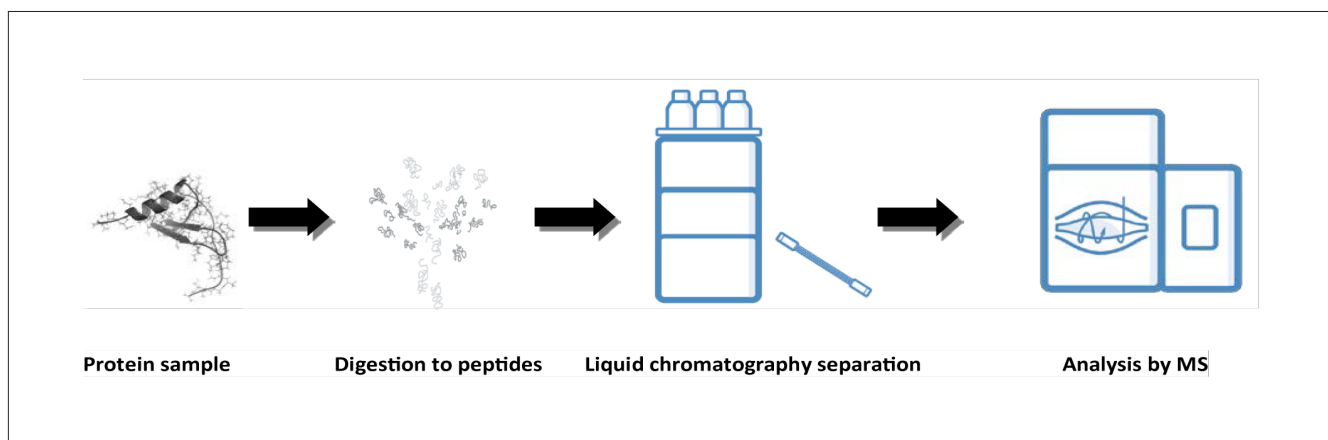 Protein sample
Digestion to peptides
Liquid chromatography separation
Analysis by MS